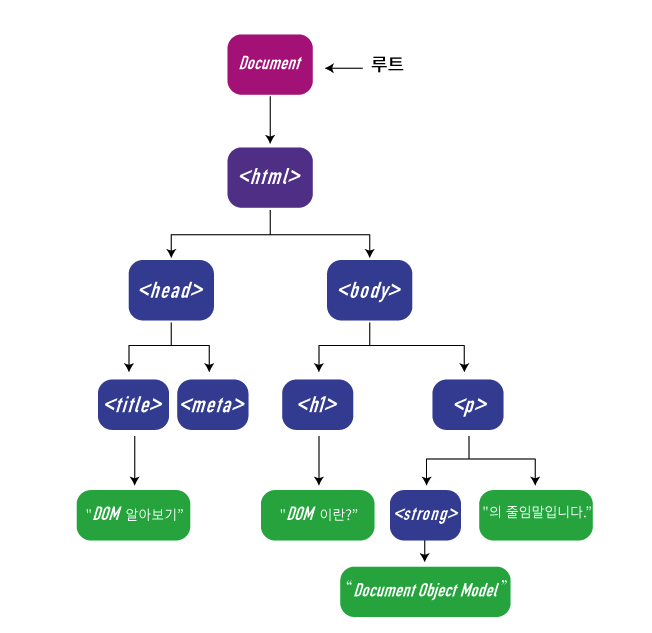 Document
루트
<html>
<head>
<body>
<title>
<meta>
<h1>
<p>
"DOM 알아보기”
"DOM 이란?”
<strong>
"의 줄임말입니다.”
“Document Object Model”